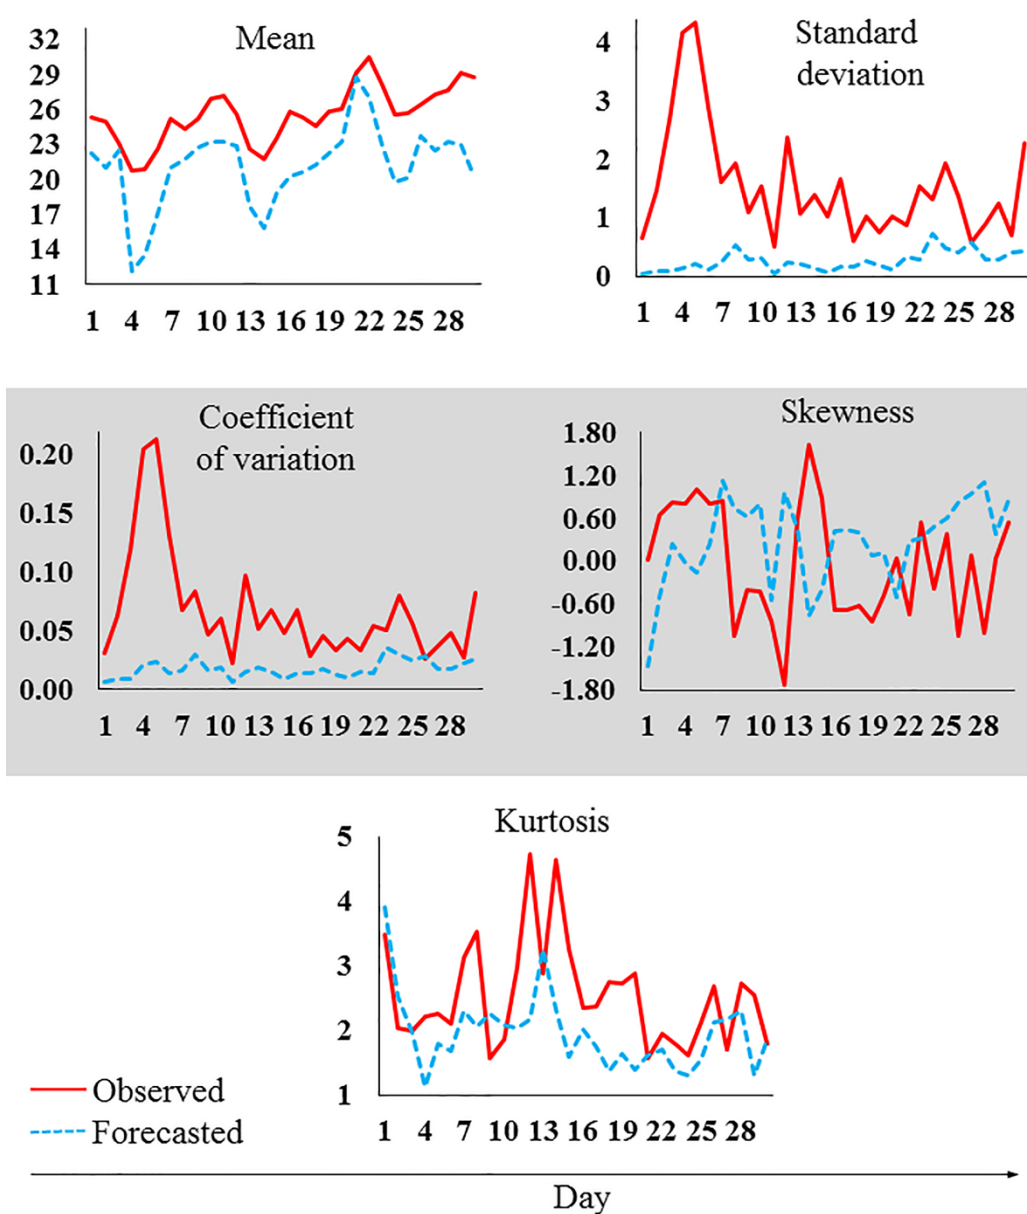 Mean
32
29
26
23
20
17
14
11
1 4 7 10 13 16 19 22 25 28
Standard
deviation
4
3
2
1
0
1 4 7 10 13 16 19 22 25 28
Coefficient
of variation
0.20
0.15
0.10
0.05
0.00
1 4 7 10 13 16 19 22 25 28
Skewness
1.80
1.20
0.60
0.00
-0.60
-1.20
-1.80
1 4 7 10 13 16 19 22 25 28
Kurtosis
5
4
3
2
1
1 4 7 10 13 16 19 22 25 28
Observed
Forecasted
Day